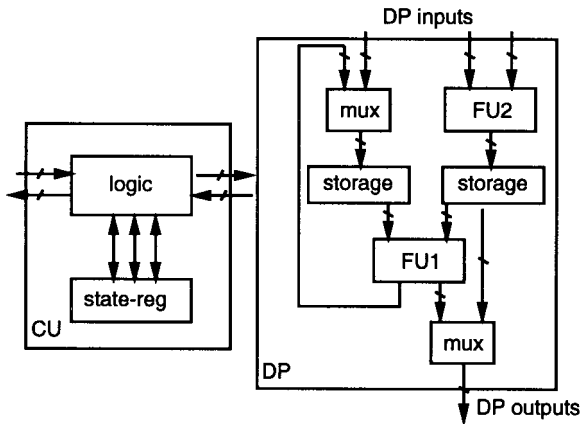 DP inputs
mux
FU2
logic
storage
storage
FU1
state-reg
CU
mux
DP
DP outputs